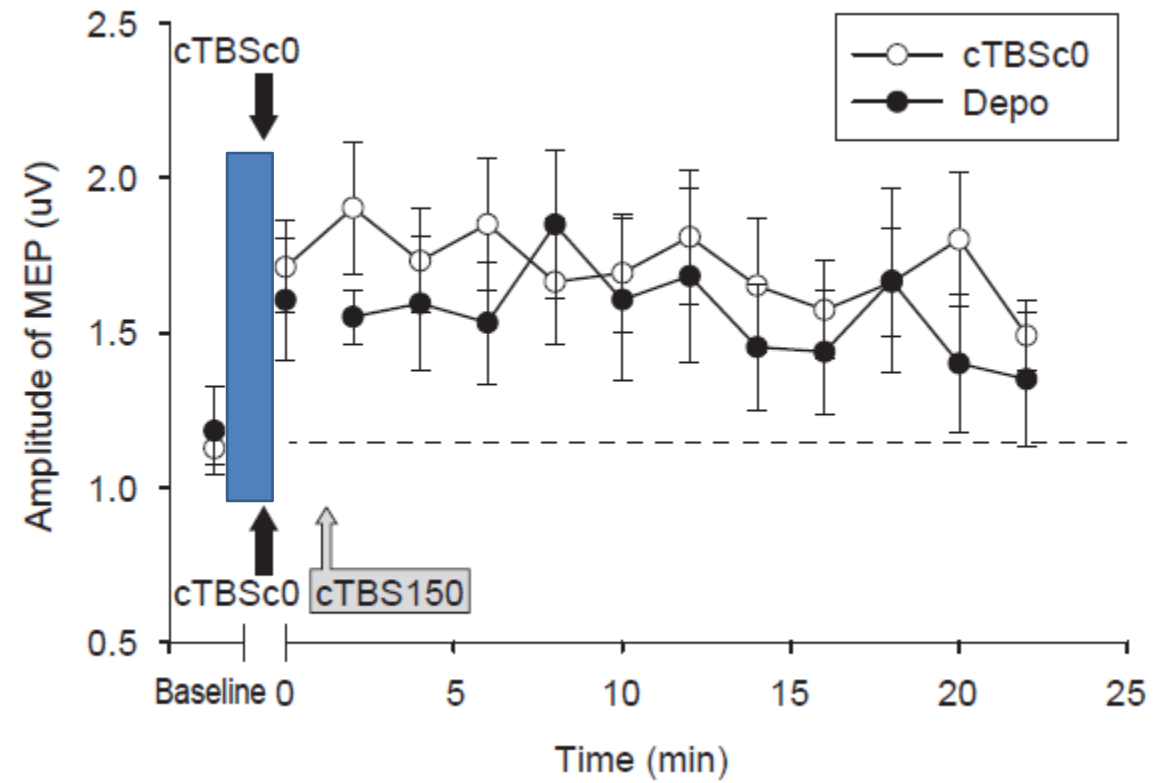 2.5
cTBSc0
cTBSc0
Depo
2.0
Amplitude of MEP (uV)
1.5
1.0
cTBSc0 cTBS150
0.5
Baseline 0 5 10 15 20 25
Time (min)